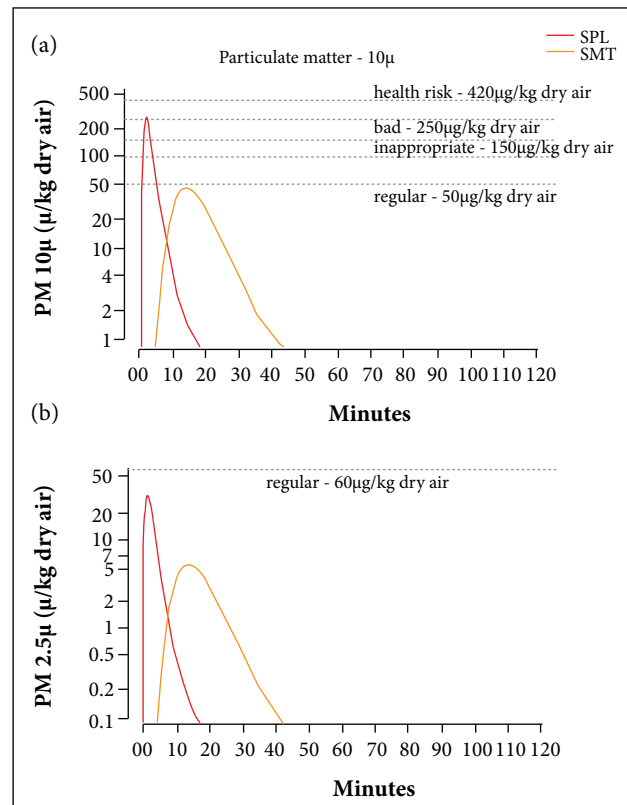 (a)
SPL
SMT
Particulate matter - 10µ
health risk - 420µg/kg dry air
bad - 250µg/kg dry air
inappropriate - 150µg/kg dry air
regular - 50µg/kg dry air
PM 10µ (µ/kg dry air)
500
200
100
50
20
10
4
2
1
00 10 20 30 40 50 60 70 80 90 100 110 120
Minutes
(b)
regular - 60µg/kg dry air
PM 2.5µ (µ/kg dry air)
50
20
10
7
5
2
1
0.5
0.2
0.1
00 10 20 30 40 50 60 70 80 90 100 110 120
Minutes